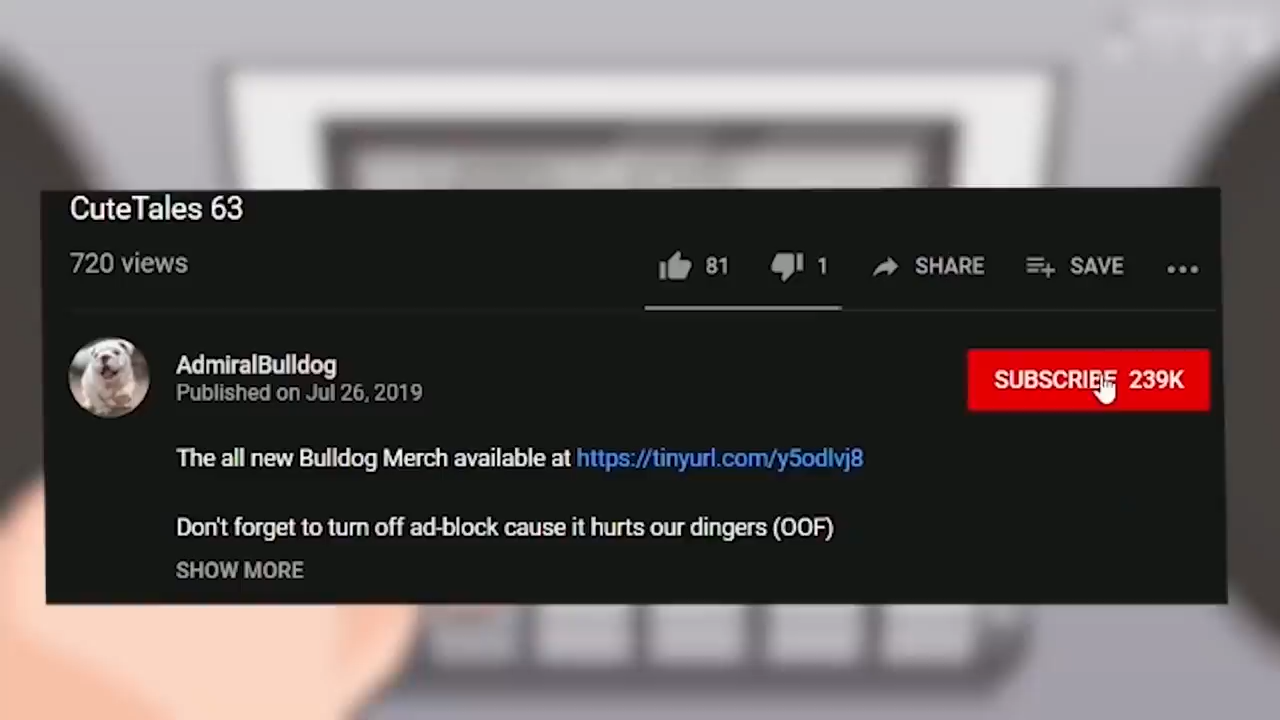 CuteTales 63
720 views
81 1 SHARE SAVE
AdmiralBulldog
Published on Jul 26, 2019
SUBSCRIBE 239K
The all new Bulldog Merch available at https://tinyurl.com/y5odlvj8
Don't forget to turn off ad-block cause it hurts our dingers (OOF)
SHOW MORE